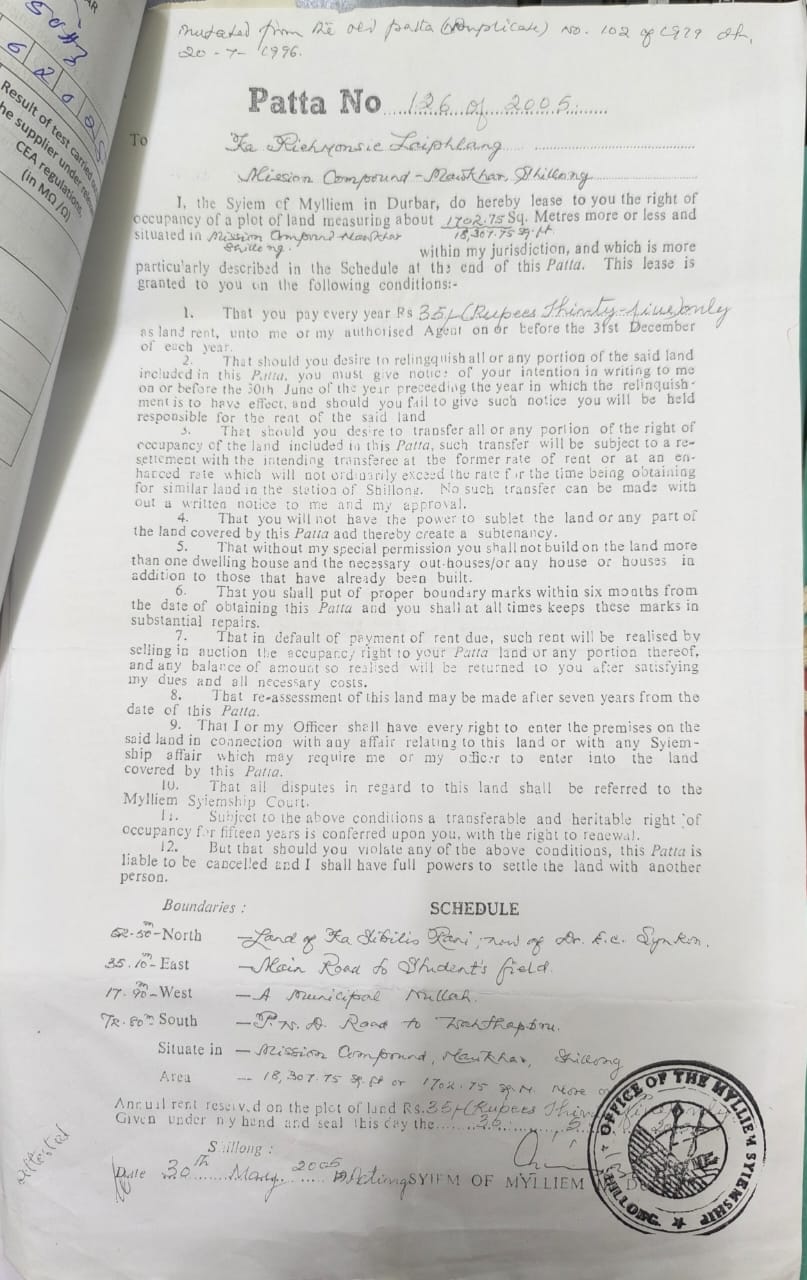 5043
62005
Result of test carried
the supplier under
CEA regulations,
(in MΩ /Ω)
mutated from the old patta (Duplicate) No. 102 of 1979 dt.
20 - 7 - 1996.
Patta No 126 of 2005
To
Ka Richmonsie Laiphlang
Mission Compound - Mawkhar, Shillong
I, the Syiem of Mylliem in Durbar, do hereby lease to you the right of
occupancy of a plot of land measuring about 1702.75 Sq. Metres more or less and
18,307.75 Sq.ft
situated in Mission Compound Mawkhar
Shillong. within my jurisdiction, and which is more
particularly described in the Schedule at the end of this Patta. This lease is
granted to you on the following conditions:-
1. That you pay every year Rs 35/- (Rupees Thirty-five) only
as land rent, unto me or my authorised Agent on or before the 31st December
of each year.
2. That should you desire to relingquish all or any portion of the said land
included in this Patta, you must give notice of your intention in writing to me
on or before the 30th June of the year preceeding the year in which the relinquish-
ment is to have effect, and should you fail to give such notice you will be held
responsible for the rent of the said land
3. That should you desire to transfer all or any portion of the right of
occupancy of the land included in this Patta, such transfer will be subject to a re-
settement with the intending transferee at the former rate of rent or at an en-
hanced rate which will not ordinarily exceed the rate for the time being obtaining
for similar land in the station of Shillong. No such transfer can be made with
out a written notice to me and my approval.
4. That you will not have the power to sublet the land or any part of
the land covered by this Patta and thereby create a subtenancy.
5. That without my special permission you shall not build on the land more
than one dwelling house and the necessary out-houses/or any house or houses in
addition to those that have already been built.
6. That you shall put of proper boundary marks within six months from
the date of obtaining this Patta and you shall at all times keeps these marks in
substantial repairs.
7. That in default of payment of rent due, such rent will be realised by
selling in auction the accupancy right to your Patta land or any portion thereof,
and any balance of amount so realised will be returned to you after satisfying
my dues and all necessary costs.
8. That re-assessment of this land may be made after seven years from the
date of this Patta.
9. That I or my Officer shall have every right to enter the premises on the
said land in connection with any affair relating to this land or with any Syiem-
ship affair which may require me or my officer to enter into the land
covered by this Patta.
10. That all disputes in regard to this land shall be referred to the
Mylliem Syiemship Court.
11. Subject to the above conditions a transferable and heritable right of
occupancy for fifteen years is conferred upon you, with the right to renewal.
12. But that should you violate any of the above conditions, this Patta is
liable to be cancelled and I shall have full powers to settle the land with another
person.
Boundaries : SCHEDULE
62.50m-North - Land of Ka Sibilis Rani, now of Dr. E.C. Synkon.
35.10m-East - Main Road to Student's field.
17.90m-West - A Municipal Nullah.
72.80m South - P.W.D. Road to Wahthapbru.
Situate in - Mission Compound, Mawkhar, Shillong
Area - 18,307.75 Sq.ft or 1702.75 sq.M. More or
Annual rent reserved on the plot of land Rs. 35/- (Rupees Thirty five) only
Given under my hand and seal this day the
Shillong :
Date 30th May 2005 Acting SYIEM OF MYLLIEM
OFFICE OF THE MYLLIEM SYIEMSHIP
SHILLONG
attested